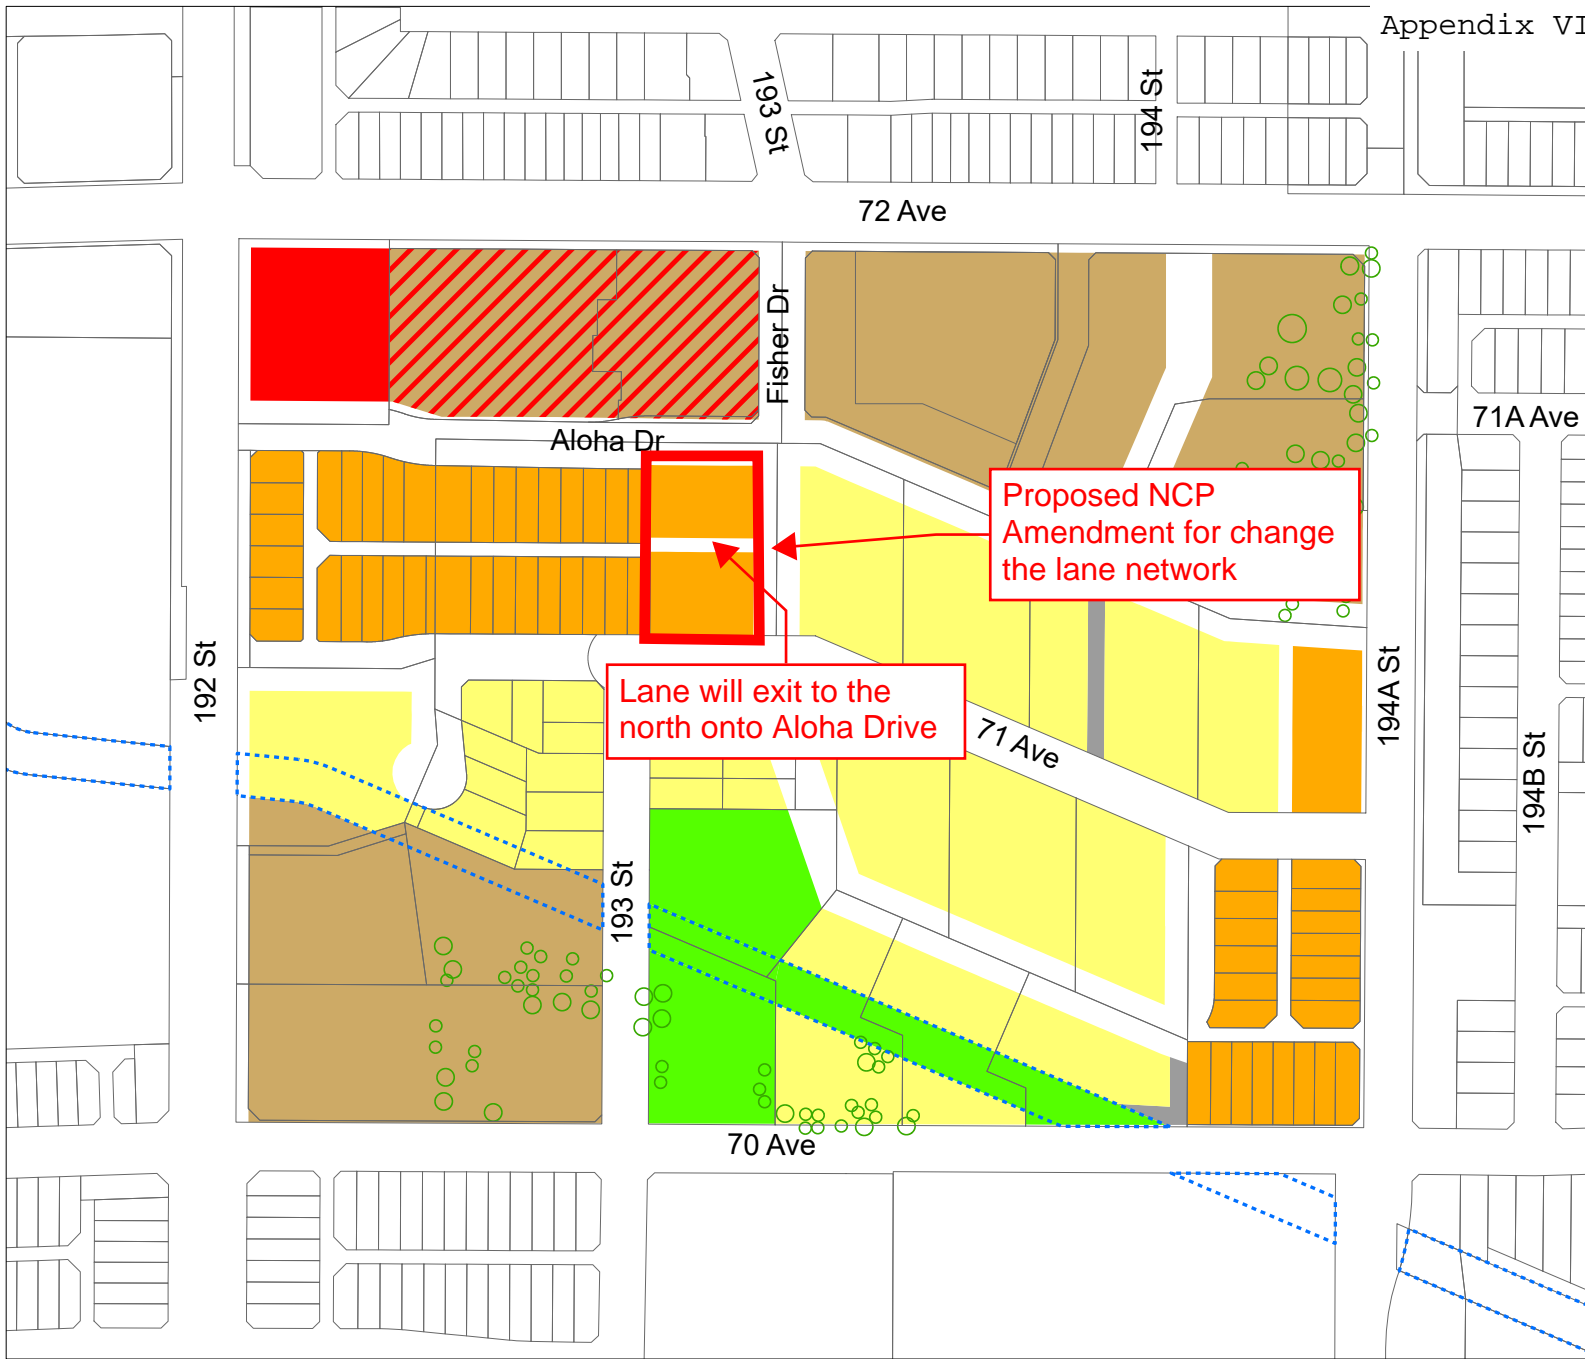 Appendix VI
193 St
194 St
72 Ave
Fisher Dr
71A Ave
Aloha Dr
Proposed NCP
Amendment for change
the lane network
192 St
Lane will exit to the
north onto Aloha Drive
194A St
71 Ave
194B St
193 St
70 Ave